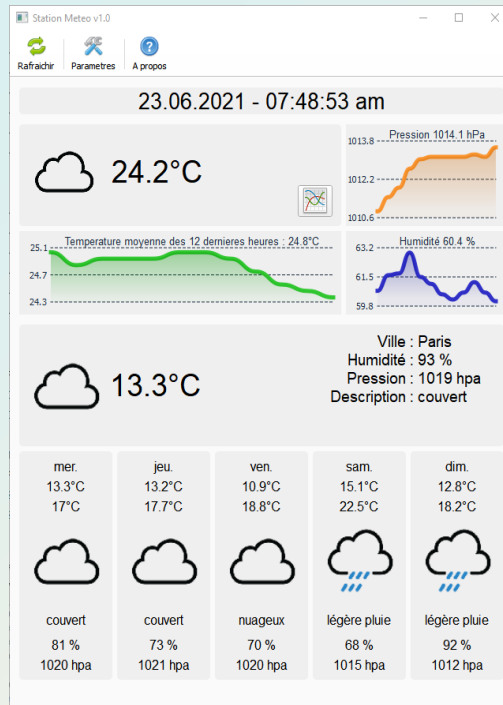 Station Meteo v1.0
Rafraichir Parametres A propos
23.06.2021 - 07:48:53 am
24.2°C
Pression 1014.1 hPa
1013.8
1012.2
1010.6
Temperature moyenne des 12 dernieres heures : 24.8°C
25.1
24.7
24.3
Humidité 60.4 %
63.2
61.5
59.8
13.3°C
Ville : Paris
Humidité : 93 %
Pression : 1019 hpa
Description : couvert
mer. jeu. ven. sam. dim.
13.3°C 13.2°C 10.9°C 15.1°C 12.8°C
17°C 17.7°C 18.8°C 22.5°C 18.2°C
couvert couvert nuageux légère pluie légère pluie
81 % 73 % 70 % 68 % 92 %
1020 hpa 1021 hpa 1020 hpa 1015 hpa 1012 hpa